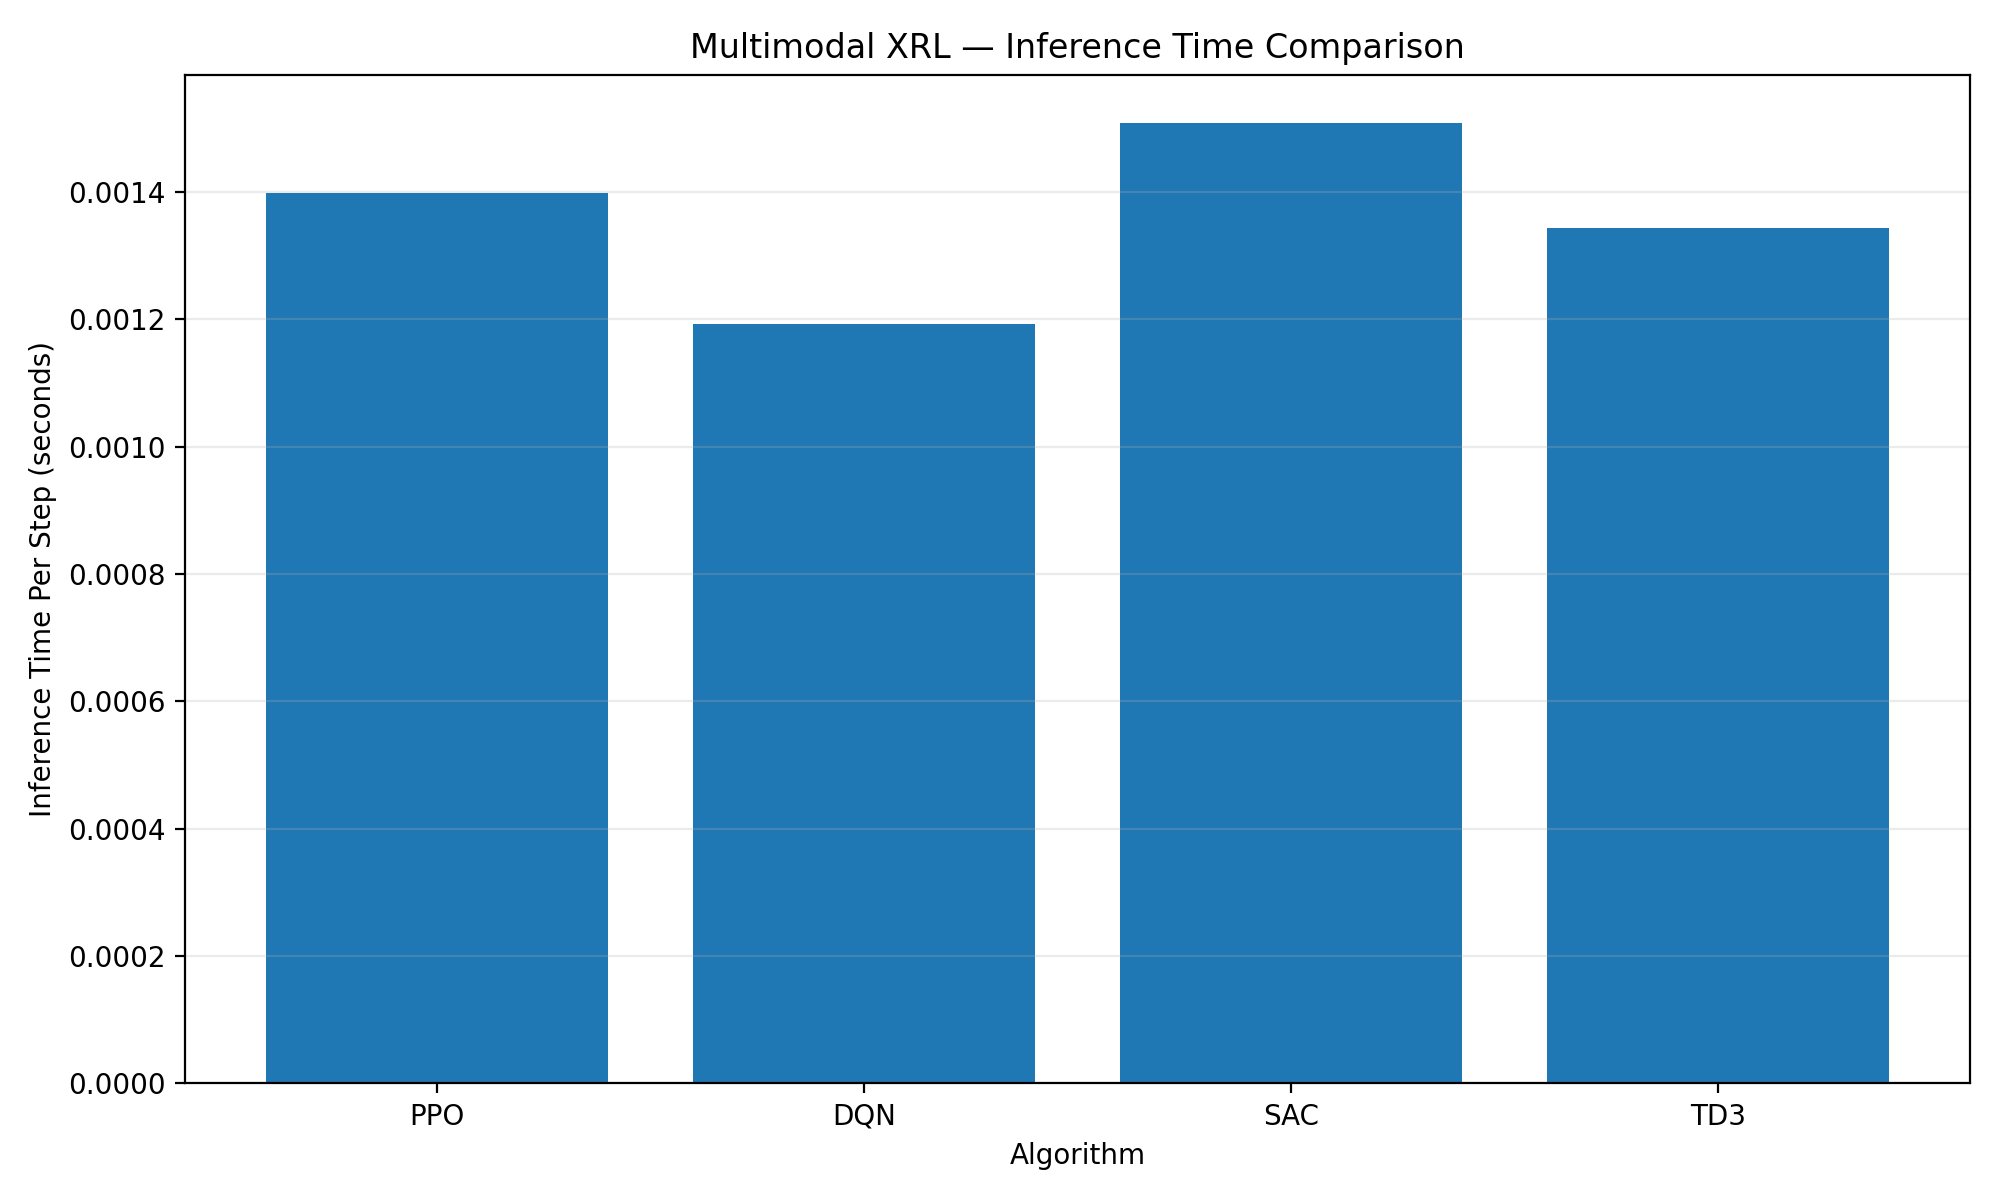 Multimodal XRL — Inference Time Comparison
Inference Time Per Step (seconds)
0.0014
0.0012
0.0010
0.0008
0.0006
0.0004
0.0002
0.0000
PPO DQN SAC TD3
Algorithm